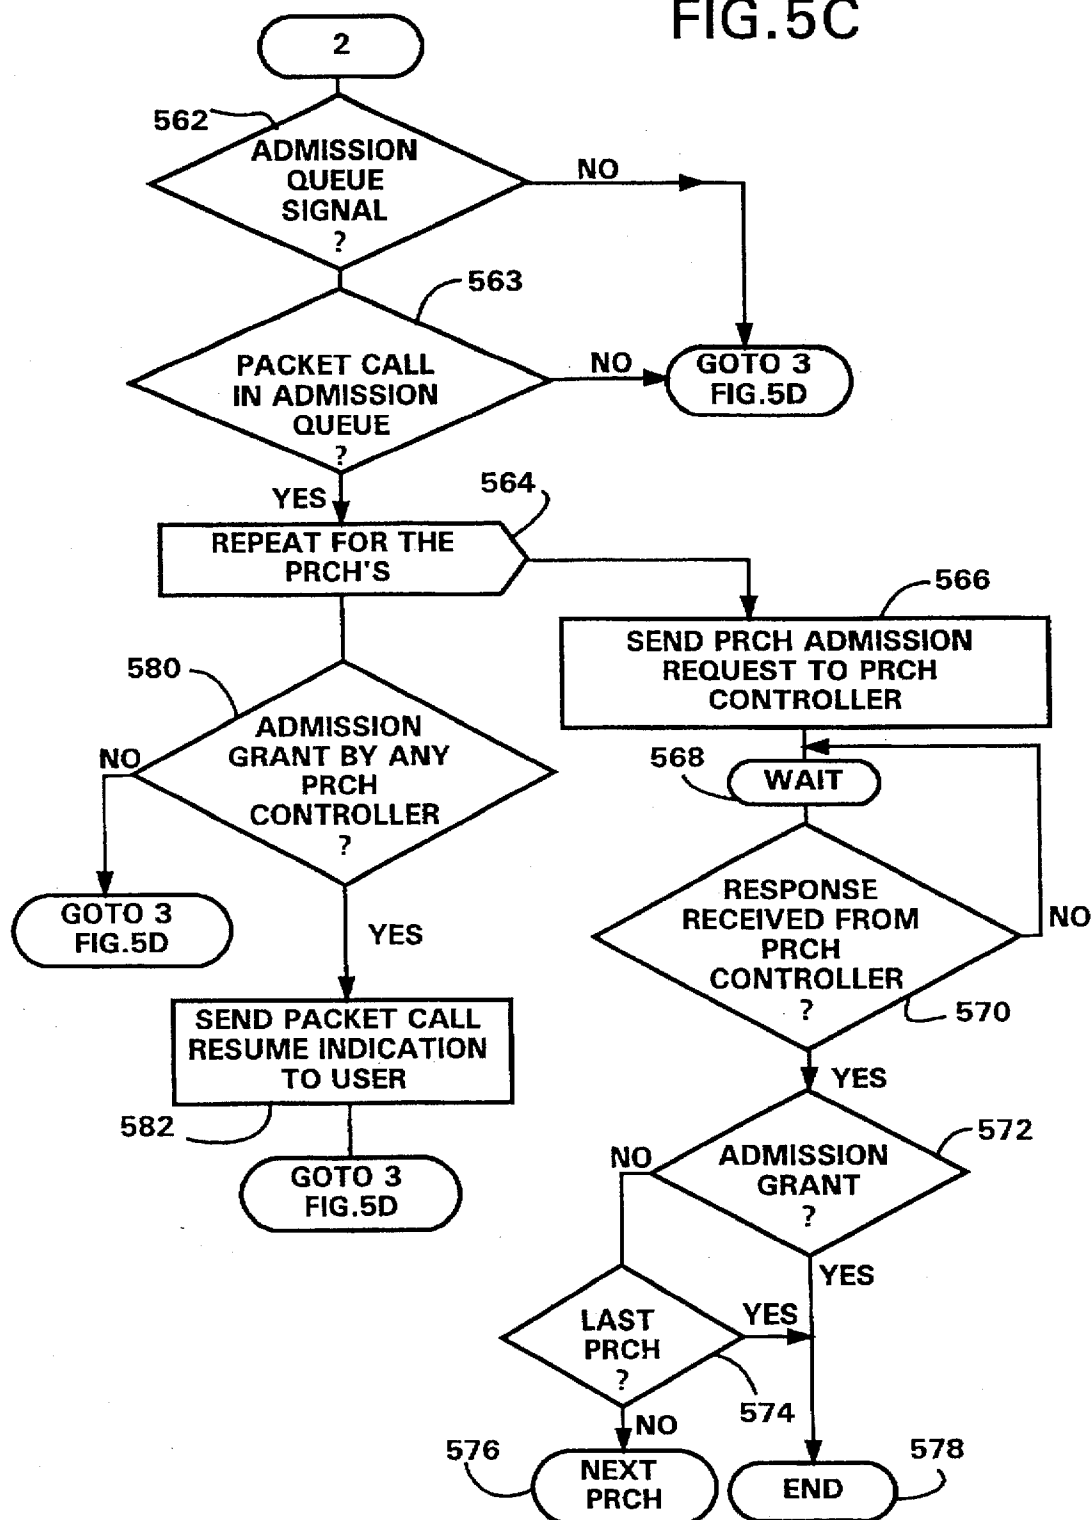 FIG.5C
2
562
ADMISSION
QUEUE
SIGNAL
?
NO
563
PACKET CALL
IN ADMISSION
QUEUE
?
NO
GOTO 3
FIG.5D
YES
564
REPEAT FOR THE
PRCH'S
566
SEND PRCH ADMISSION
REQUEST TO PRCH
CONTROLLER
580
ADMISSION
GRANT BY ANY
PRCH
CONTROLLER
?
NO
GOTO 3
FIG.5D
YES
SEND PACKET CALL
RESUME INDICATION
TO USER
582
GOTO 3
FIG.5D
568
WAIT
RESPONSE
RECEIVED FROM
PRCH
CONTROLLER
?
NO
570
YES
572
ADMISSION
GRANT
?
NO
YES
LAST
PRCH
?
YES
574
NO
576
NEXT
PRCH
END
578